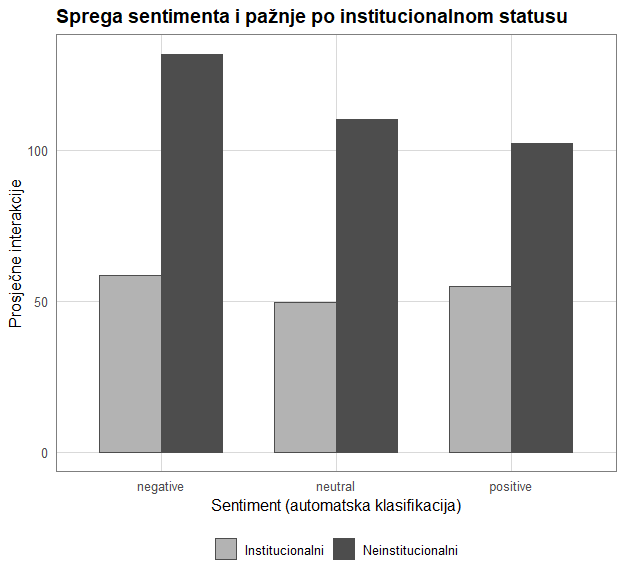 Sprega sentimenta i pažnje po institucionalnom statusu
Prosječne interakcije
100
50
0
negative neutral positive
Sentiment (automatska klasifikacija)
Institucionalni Neinstitucionalni